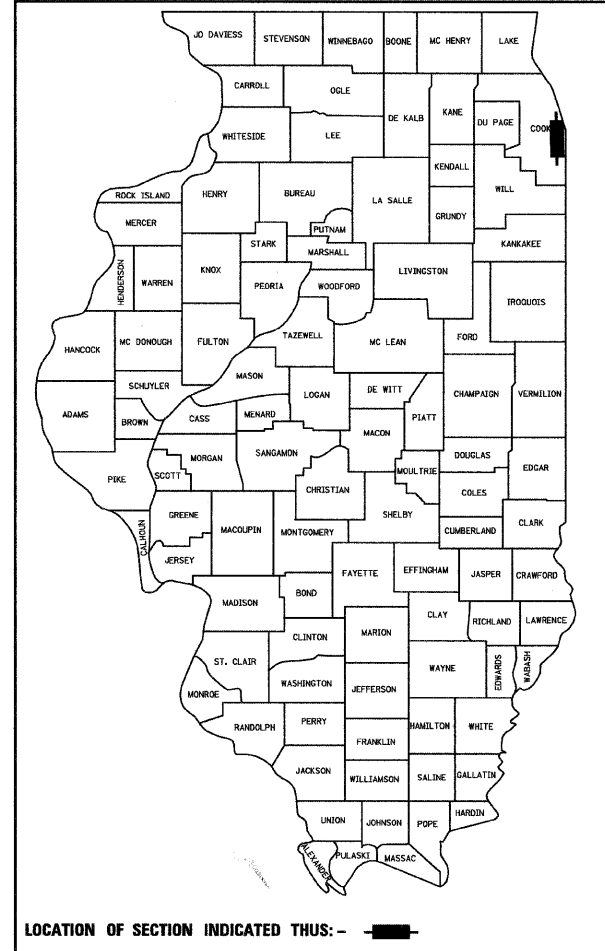 JO DAVIESS STEVENSON WINNEBAGO BOONE MC HENRY LAKE
CARROLL OGLE DE KALB KANE DU PAGE COOK
WHITESIDE LEE
KENDALL WILL
ROCK ISLAND HENRY BUREAU LA SALLE GRUNDY
MERCER PUTNAM
STARK MARSHALL KANKAKEE
HENDERSON WARREN KNOX PEORIA WOODFORD LIVINGSTON IROQUOIS
FULTON TAZEWELL MC LEAN FORD
HANCOCK MC DONOUGH
SCHUYLER MASON LOGAN DE WITT CHAMPAIGN VERMILION
ADAMS BROWN CASS MENARD MACON PIATT
MORGAN SANGAMON DOUGLAS
PIKE SCOTT CHRISTIAN MOULTRIE COLES EDGAR
GREENE MACOUPIN MONTGOMERY SHELBY CUMBERLAND CLARK
CALHOUN JERSEY
FAYETTE EFFINGHAM JASPER CRAWFORD
MADISON BOND
CLAY RICHLAND LAWRENCE
CLINTON MARION
ST. CLAIR WAYNE EDWARDS WABASH
WASHINGTON JEFFERSON
MONROE
RANDOLPH PERRY HAMILTON WHITE
FRANKLIN
JACKSON WILLIAMSON SALINE GALLATIN
HARDIN
UNION JOHNSON POPE
ALEXANDER PULASKI MASSAC
LOCATION OF SECTION INDICATED THUS: -